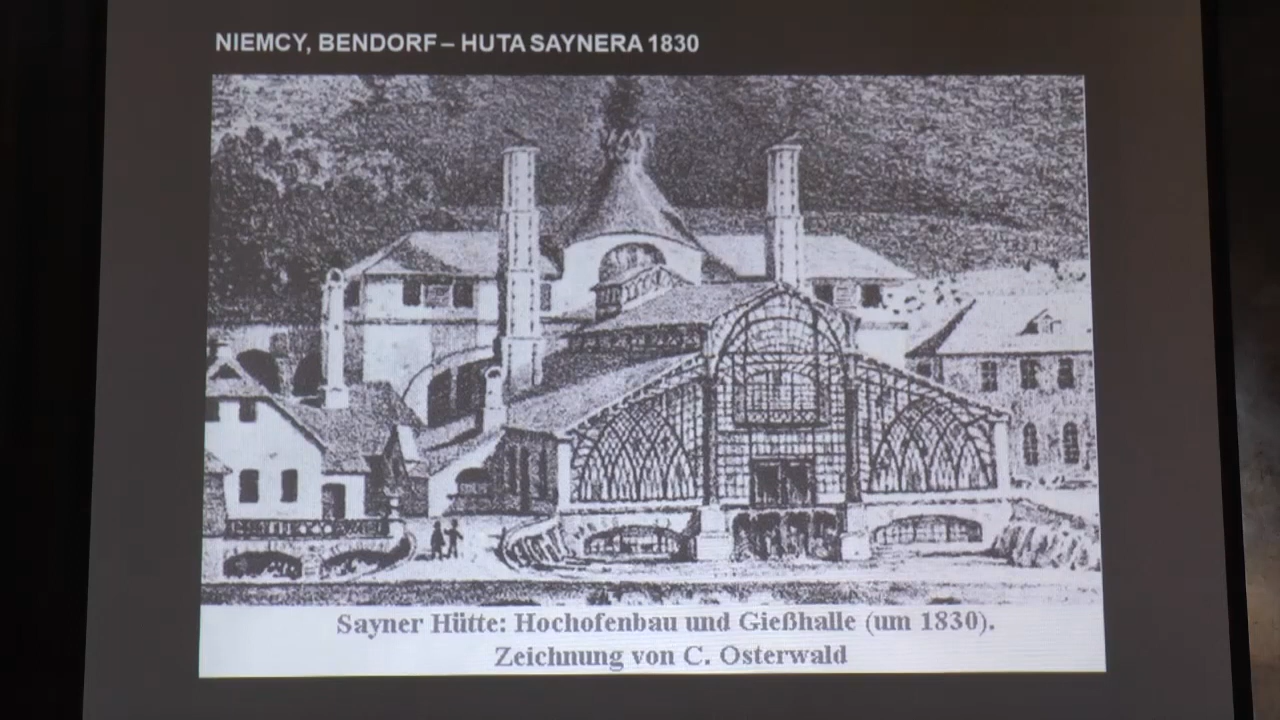 NIEMCY, BENDORF – HUTA SAYNERA 1830
Sayner Hütte: Hochofenbau und Gießhalle (um 1830).
Zeichnung von C. Osterwald